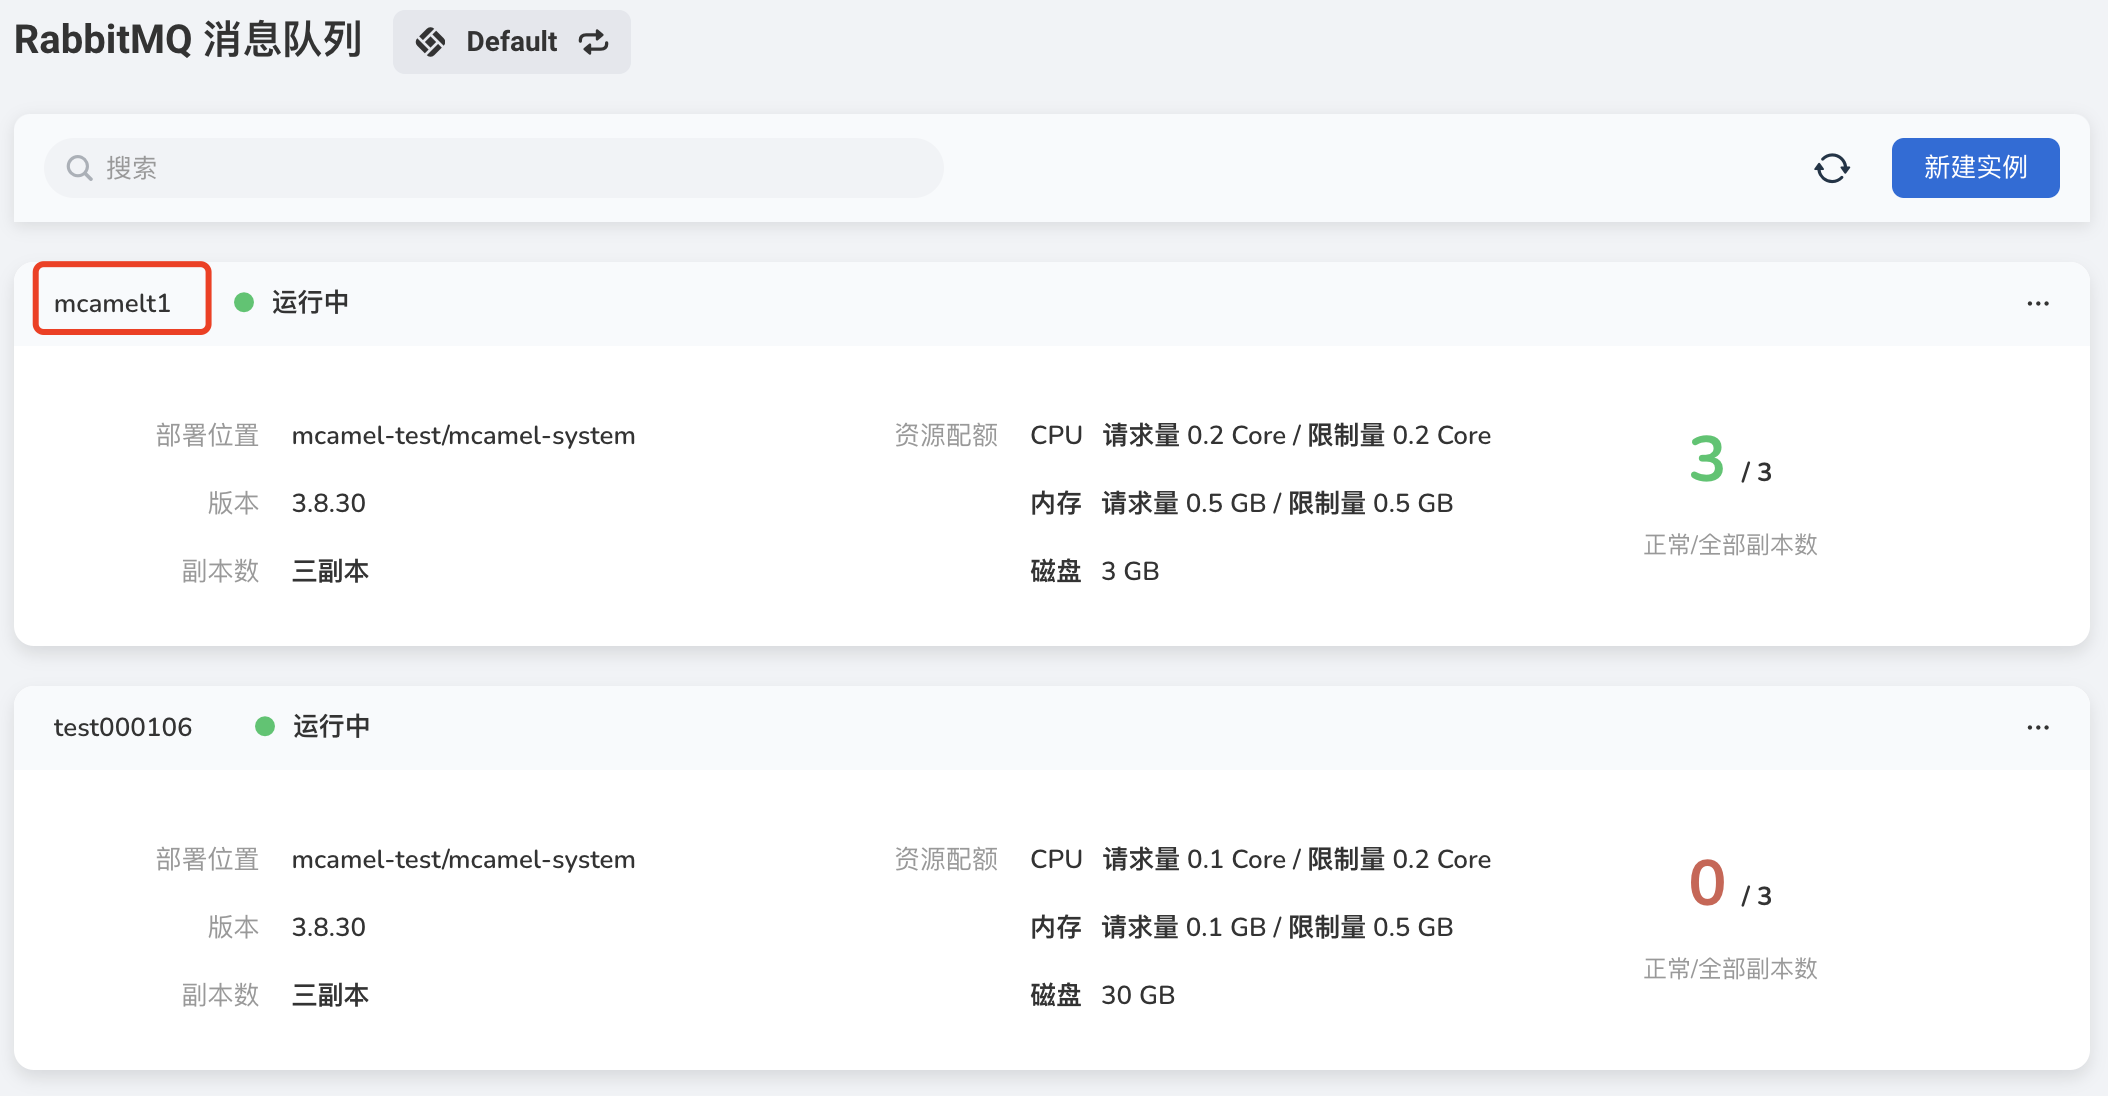 RabbitMQ 消息队列 Default
搜索 新建实例
mcamelt1 运行中 ...
部署位置 mcamel-test/mcamel-system 资源配额 CPU 请求量 0.2 Core / 限制量 0.2 Core
版本 3.8.30 内存 请求量 0.5 GB / 限制量 0.5 GB
副本数 三副本 磁盘 3 GB
3 / 3
正常/全部副本数
test000106 运行中 ...
部署位置 mcamel-test/mcamel-system 资源配额 CPU 请求量 0.1 Core / 限制量 0.2 Core
版本 3.8.30 内存 请求量 0.1 GB / 限制量 0.5 GB
副本数 三副本 磁盘 30 GB
0 / 3
正常/全部副本数